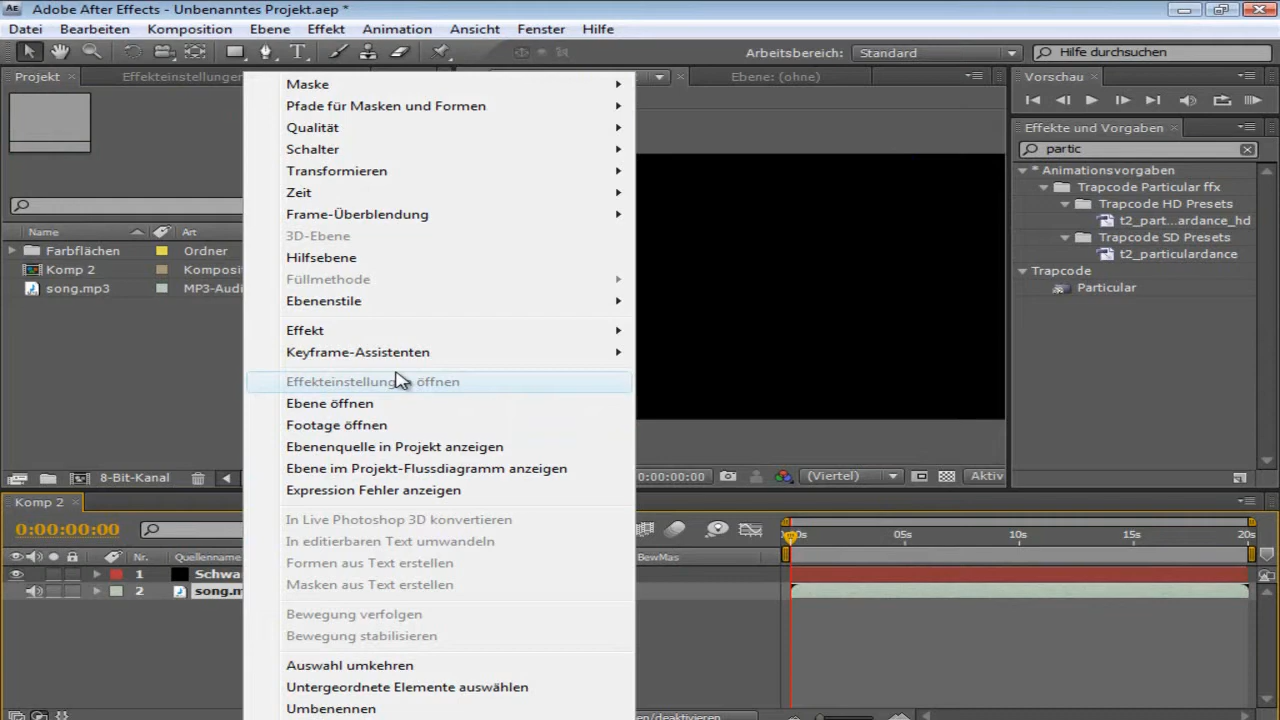 Adobe After Effects - Unbenanntes Projekt.aep *
Datei Bearbeiten Komposition Ebene Effekt Animation Ansicht Fenster Hilfe
Arbeitsbereich: Standard Hilfe durchsuchen
Projekt Effekteinstellungen Ebene: (ohne) Vorschau
Effekte und Vorgaben
partic
* Animationsvorgaben
Trapcode Particular ffx
Trapcode HD Presets
t2_part...ardance_hd
Trapcode SD Presets
t2_particulardance
Trapcode
Particular
Name Art
Farbflächen Ordner
Komp 2
song.mp3
8-Bit-Kanal
Maske
Pfade für Masken und Formen
Qualität
Schalter
Transformieren
Zeit
Frame-Überblendung
3D-Ebene
Hilfsebene
Füllmethode
Ebenenstile
Effekt
Keyframe-Assistenten
öffnen
Ebene öffnen
Footage öffnen
Ebenenquelle in Projekt anzeigen
Ebene im Projekt-Flussdiagramm anzeigen
Expression Fehler anzeigen
In Live Photoshop 3D konvertieren
In editierbaren Text umwandeln
Formen aus Text erstellen
Masken aus Text erstellen
Bewegung verfolgen
Bewegung stabilisieren
Auswahl umkehren
Untergeordnete Elemente auswählen
Umbenennen
0:00:00:00 (Viertel) Aktiv
Komp 2
0:00:00:00
Nr. Quellenname
1 Schwa
2 song.m
BewMas
05s 10s 15s 20s